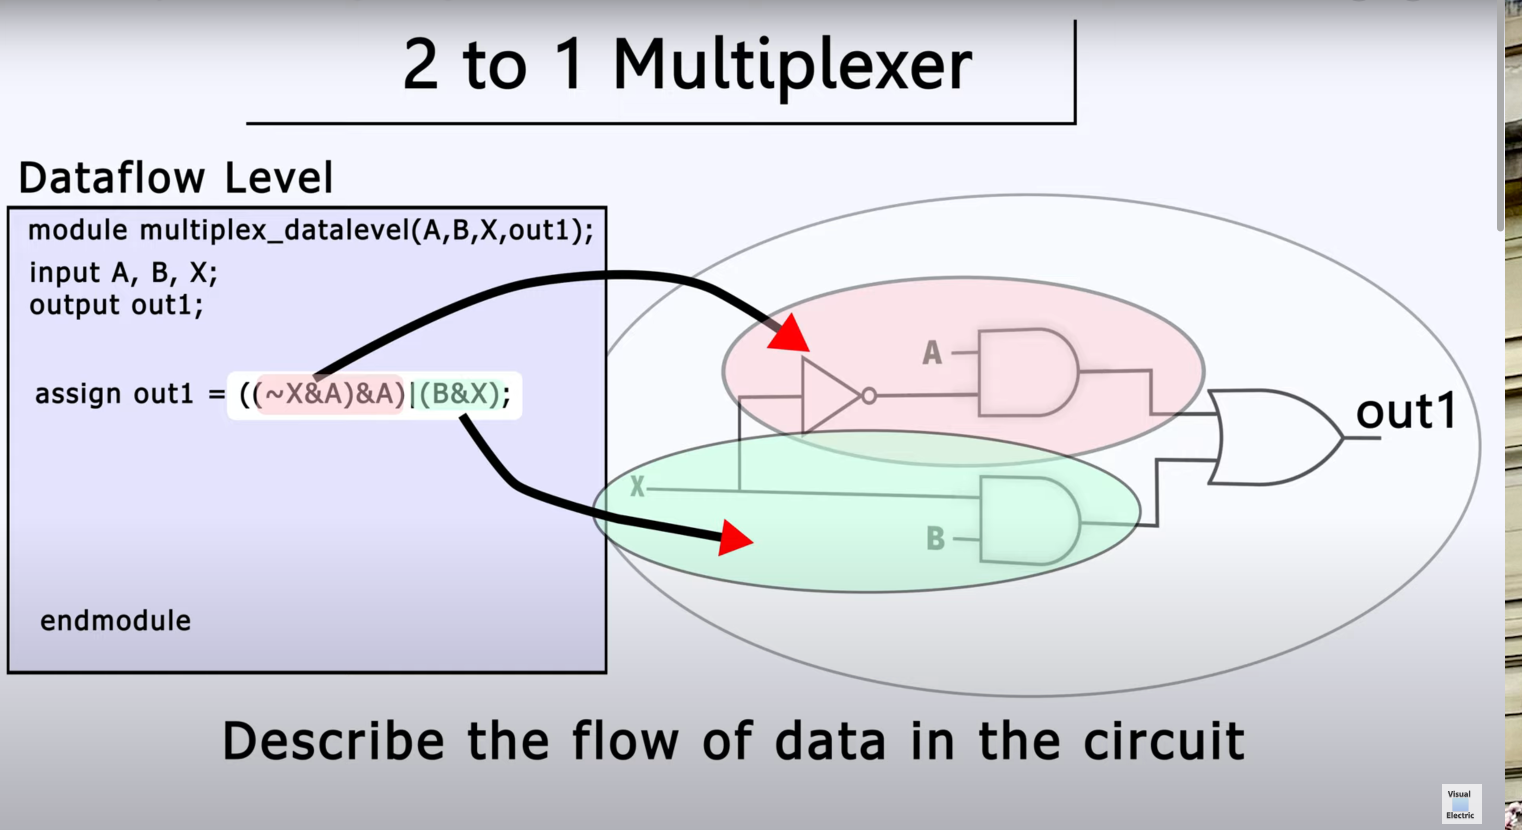 2 to 1 Multiplexer
Dataflow Level
module multiplex_datalevel(A,B,X,out1);
input A, B, X;
output out1;
assign out1 = ((~X&A)&A)|(B&X);
endmodule
A
X
B
out1
Describe the flow of data in the circuit
Visual
Electric